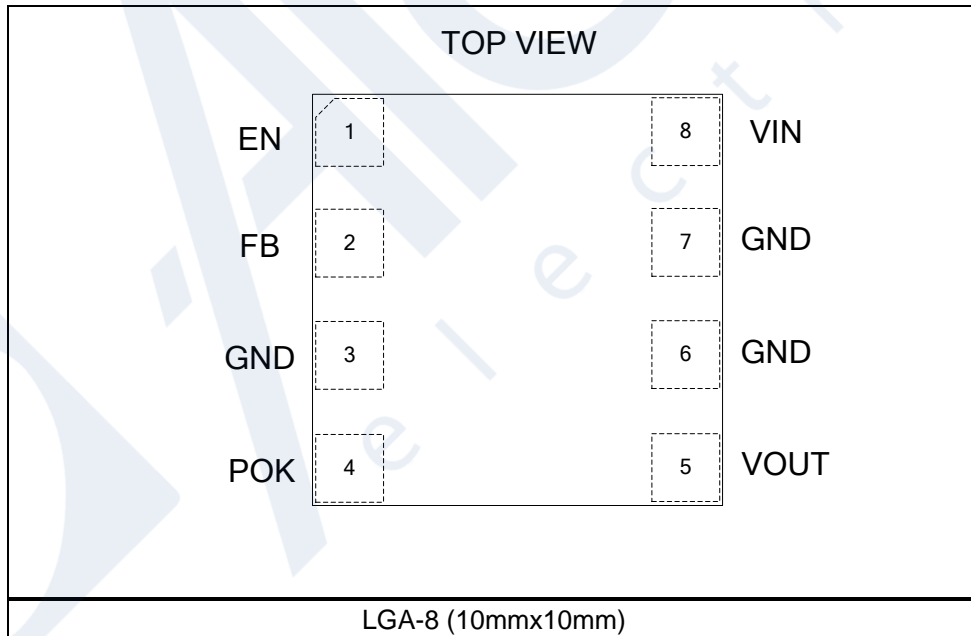 TOP VIEW
EN 1 8 VIN
FB 2 7 GND
GND 3 6 GND
POK 4 5 VOUT
LGA-8 (10mmx10mm)